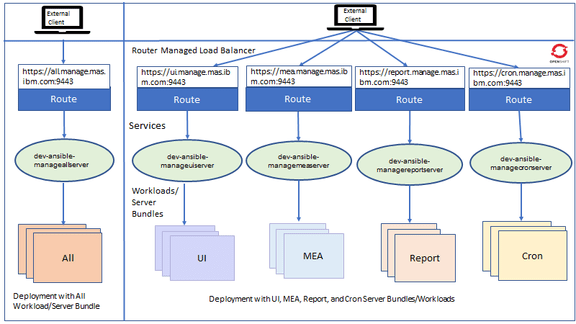 External
Client
External
Client
Router Managed Load Balancer
OPENSHIFT
https://all.manage.mas.
ibm.com:9443
Route
https://ui.manage.mas.ib
m.com:9443
Route
https://mea.manage.mas.ib
m.com:9443
Route
https://report.manage.mas.i
bm.com:9443
Route
https://cron.manage.mas.i
bm.com:9443
Route
Services
dev-ansible-
manageallserver
dev-ansible-
manageuiserver
dev-ansible-
managemeaserver
dev-ansible-
managereportserver
dev-ansible-
managecronserver
Workloads/
Server
Bundles
All
UI
MEA
Report
Cron
Deployment with All
Workload/Server Bundle
Deployment with UI, MEA, Report, and Cron Server Bundles/Workloads